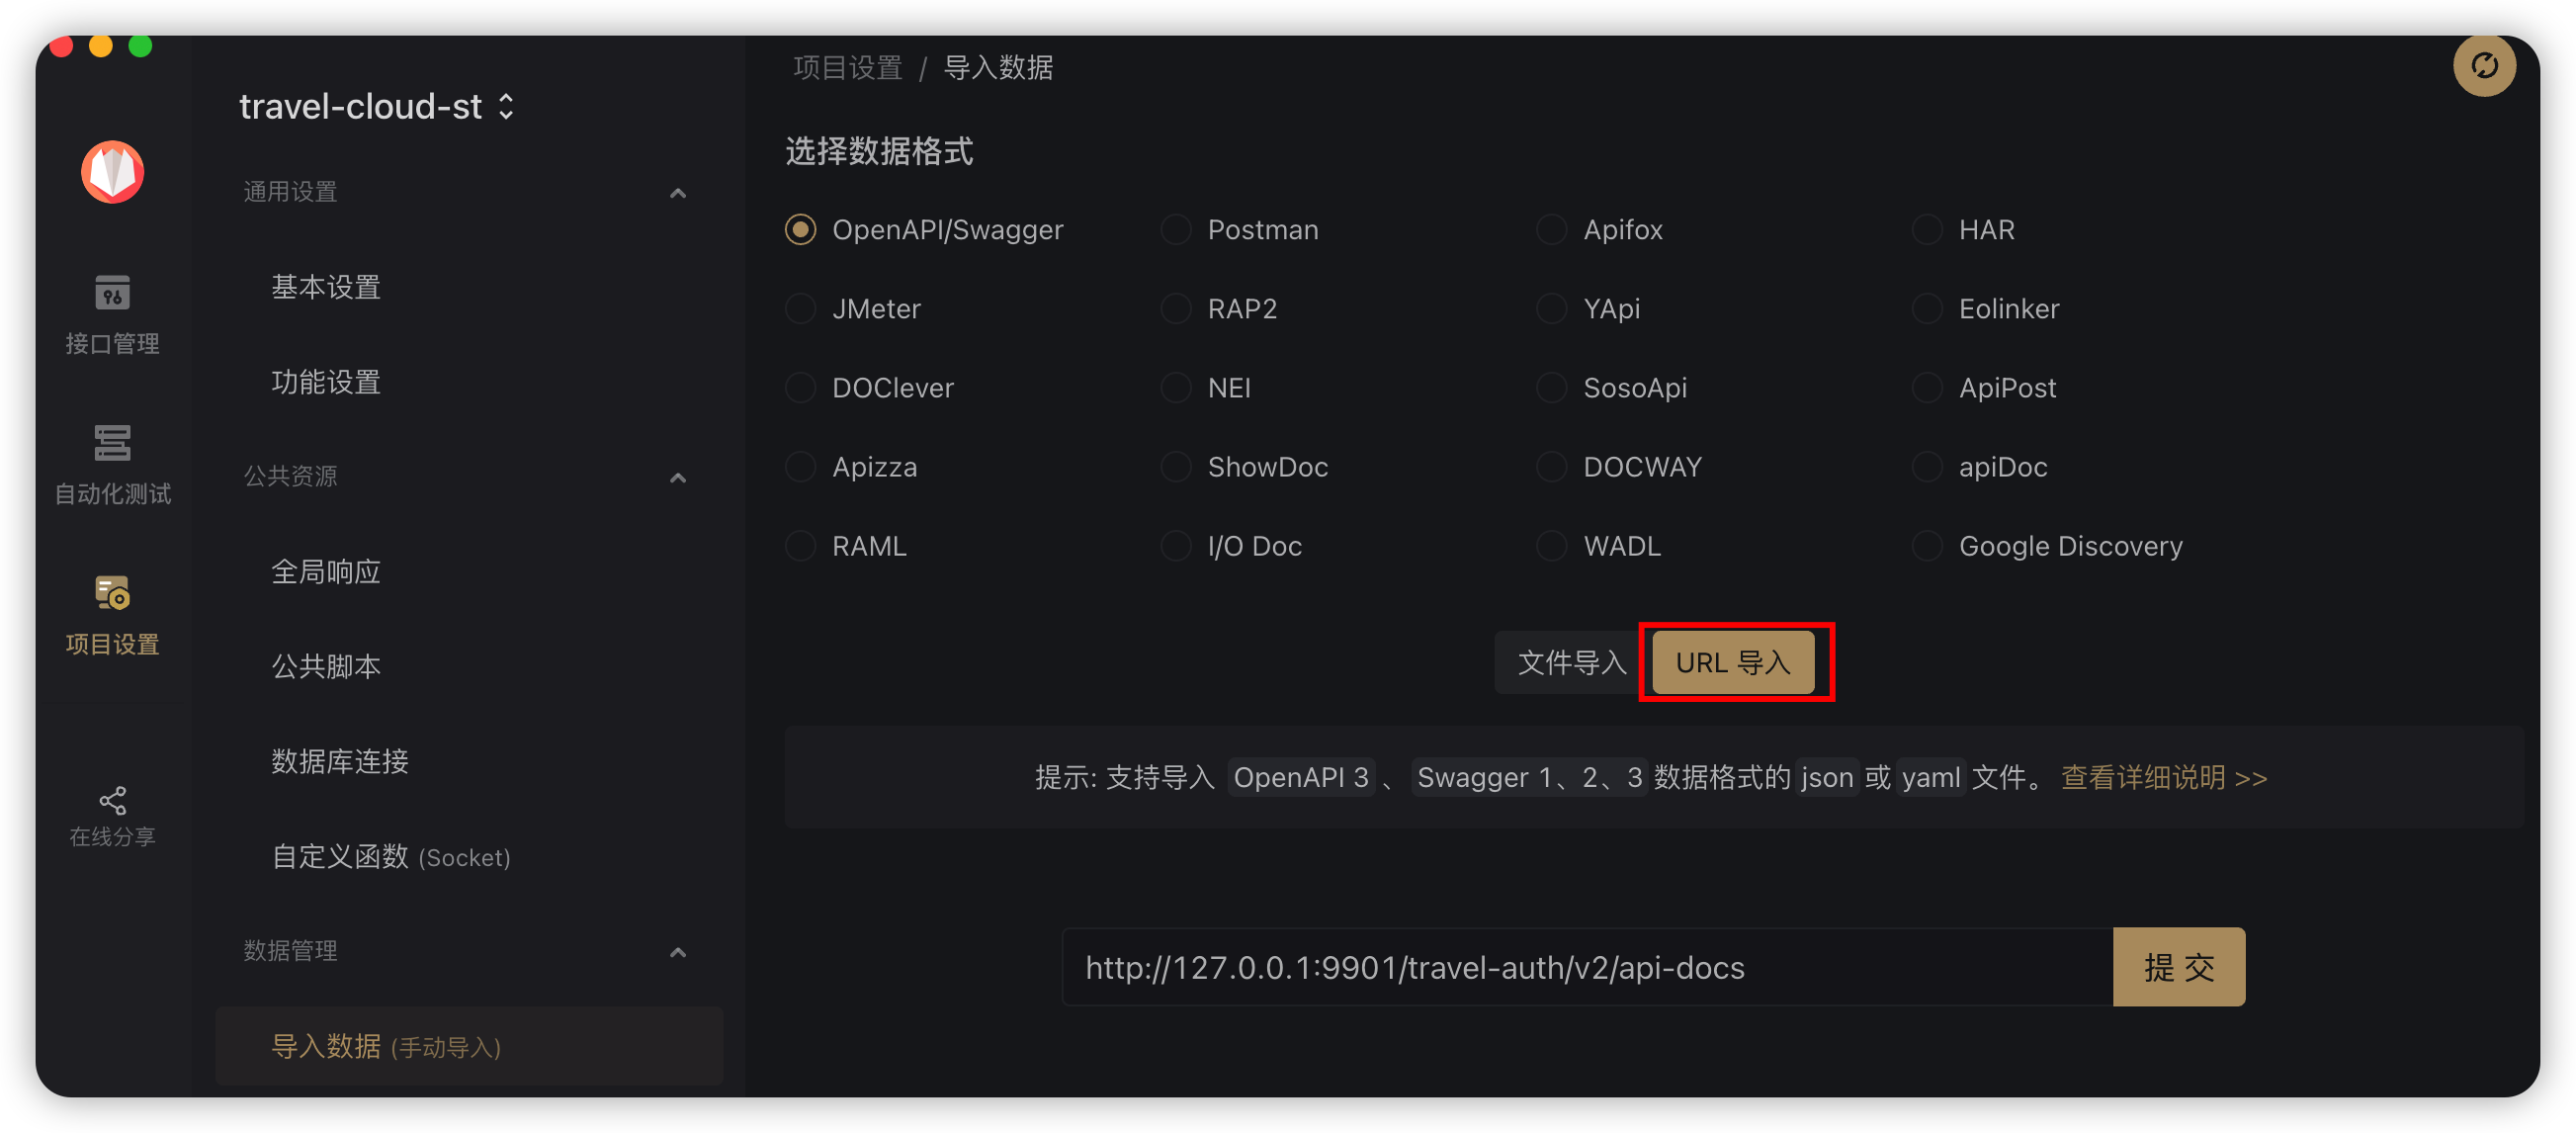 接口管理
自动化测试
项目设置
在线分享
travel-cloud-st
通用设置
基本设置
功能设置
公共资源
全局响应
公共脚本
数据库连接
自定义函数 (Socket)
数据管理
导入数据 (手动导入)
项目设置 / 导入数据
选择数据格式
OpenAPI/Swagger Postman Apifox HAR
JMeter RAP2 YApi Eolinker
DOClever NEI SosoApi ApiPost
Apizza ShowDoc DOCWAY apiDoc
RAML I/O Doc WADL Google Discovery
文件导入 URL 导入
提示: 支持导入 OpenAPI 3 、 Swagger 1、2、3 数据格式的 json 或 yaml 文件。 查看详细说明 >>
http://127.0.0.1:9901/travel-auth/v2/api-docs 提 交